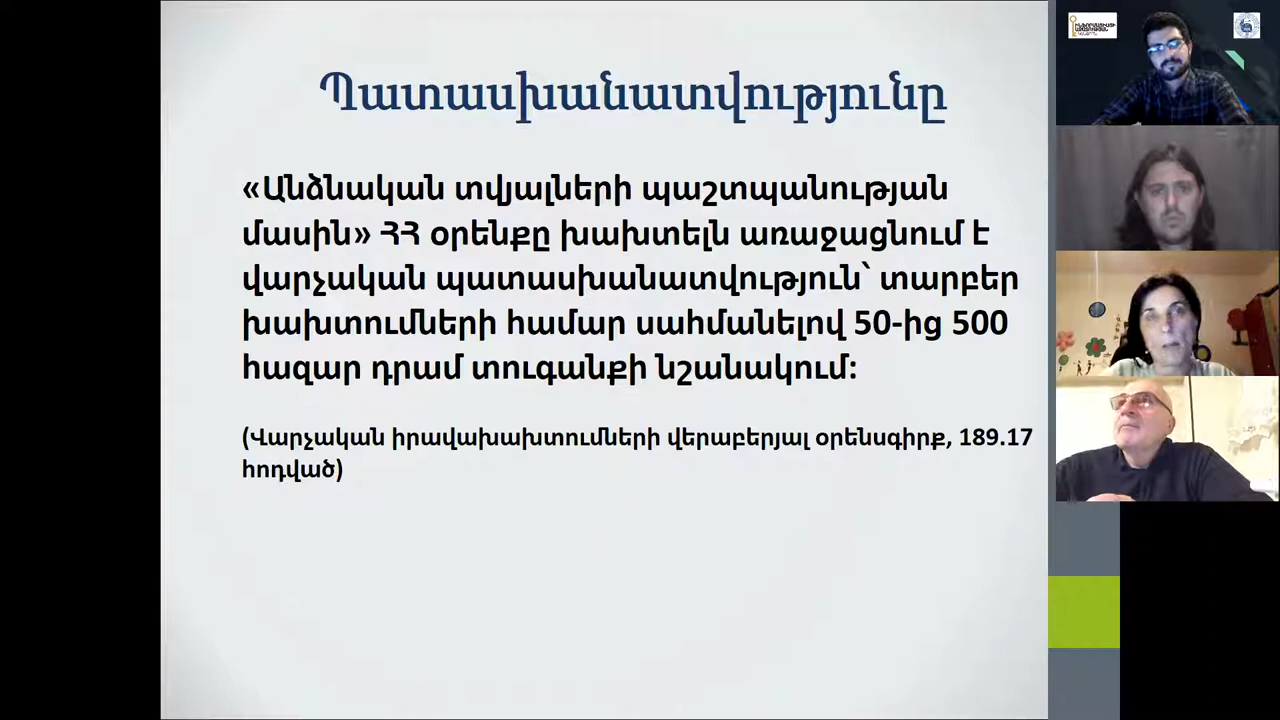 Պատասխանատվությունը
«Անձնական տվյալների պաշտպանության
մասին» ՀՀ օրենքը խախտելն առաջացնում է
վարչական պատասխանատվություն՝ տարբեր
խախտումների համար սահմանելով 50-ից 500
հազար դրամ տուգանքի նշանակում:
(Վարչական իրավախախտումների վերաբերյալ օրենսգիրք, 189.17
հոդված)